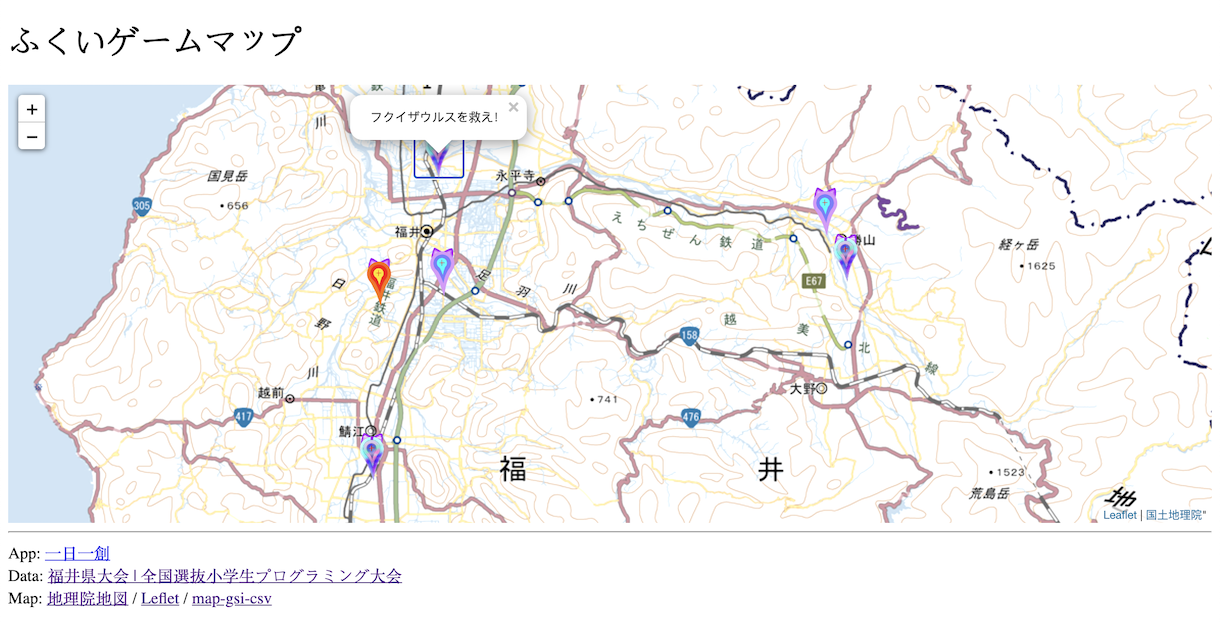 ふくいゲームマップ
+
−
フクイザウルスを救え!
×
川
国見岳
656
305
永平寺
福井
えちぜん鉄道
勝山
経ヶ岳
1625
E67
足羽川
日野川
福井鉄道
越美北線
158
越前
417
741
大野
476
鯖江
福井
1523
荒島岳
Leaflet | 国土地理院"
App: 一日一創
Data: 福井県大会 | 全国選抜小学生プログラミング大会
Map: 地理院地図 / Leflet / map-gsi-csv